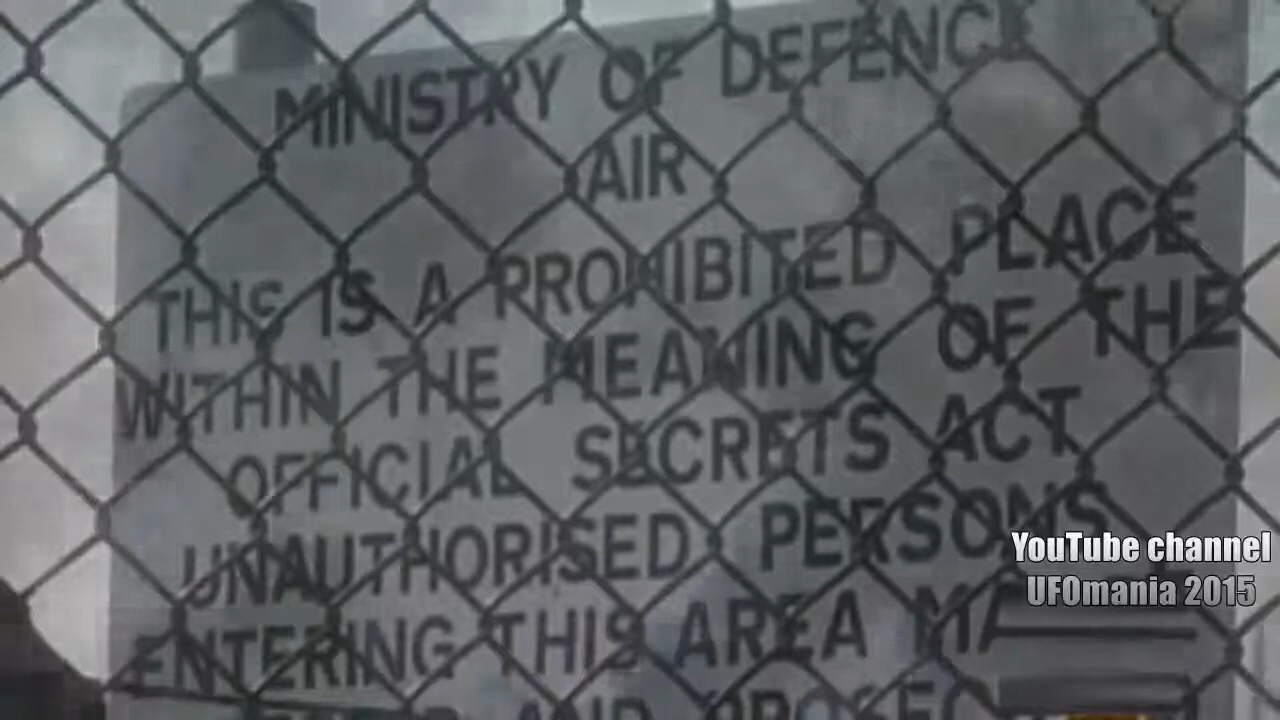 MINISTRY OF DEFENCE
AIR
THIS IS A PROHIBITED PLACE
WITHIN THE MEANING OF THE
OFFICIAL SECRETS ACT
UNAUTHORISED PERSONS
ENTERING THIS AREA
AND
YouTube channel
UFOmania 2015